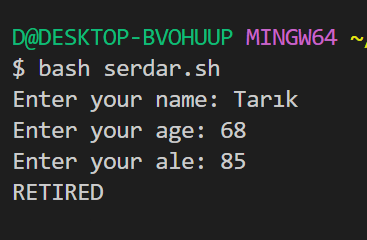 D@DESKTOP-BVOHUUP MINGW64 ~/
$ bash serdar.sh
Enter your name: Tarık
Enter your age: 68
Enter your ale: 85
RETIRED